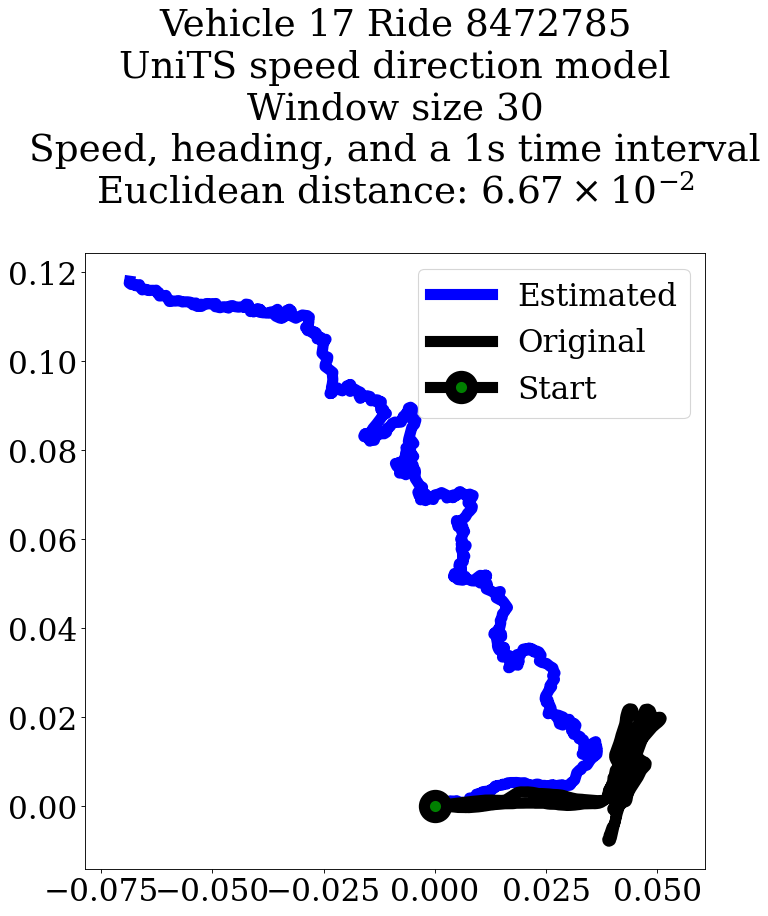 Vehicle 17 Ride 8472785
UniTS speed direction model
Window size 30
Speed, heading, and a 1s time interval
Euclidean distance: 6.67 × 10⁻²
Estimated
Original
Start
0.12
0.10
0.08
0.06
0.04
0.02
0.00
−0.075 −0.050 −0.025 0.000 0.025 0.050